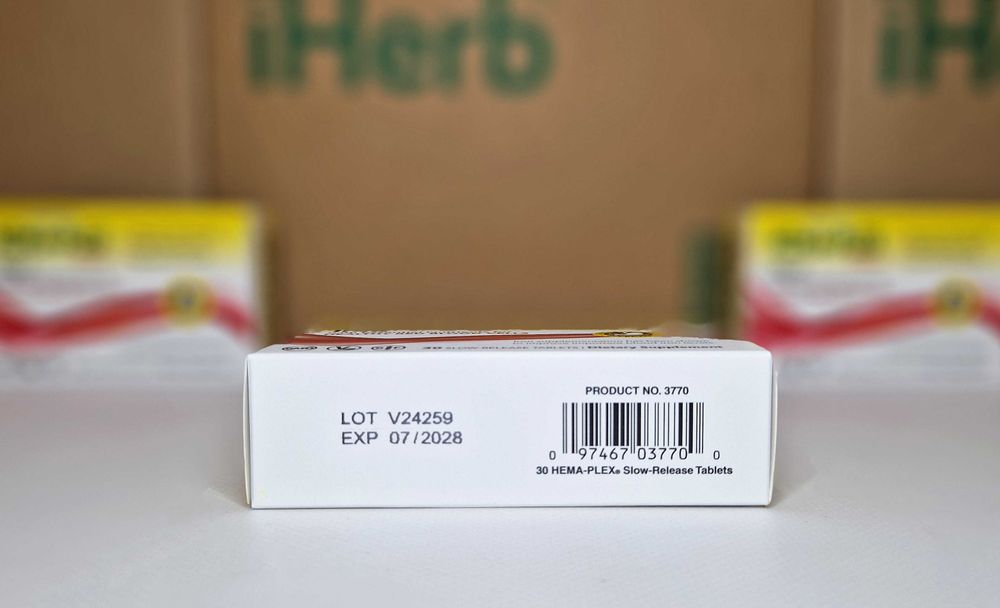 iHerb
iH
30 SLOW-RELEASE TABLETS / Dietary Supplement
LOT V24259
EXP 07/2028
PRODUCT NO. 3770
0 97467 03770 0
30 HEMA-PLEX® Slow-Release Tablets